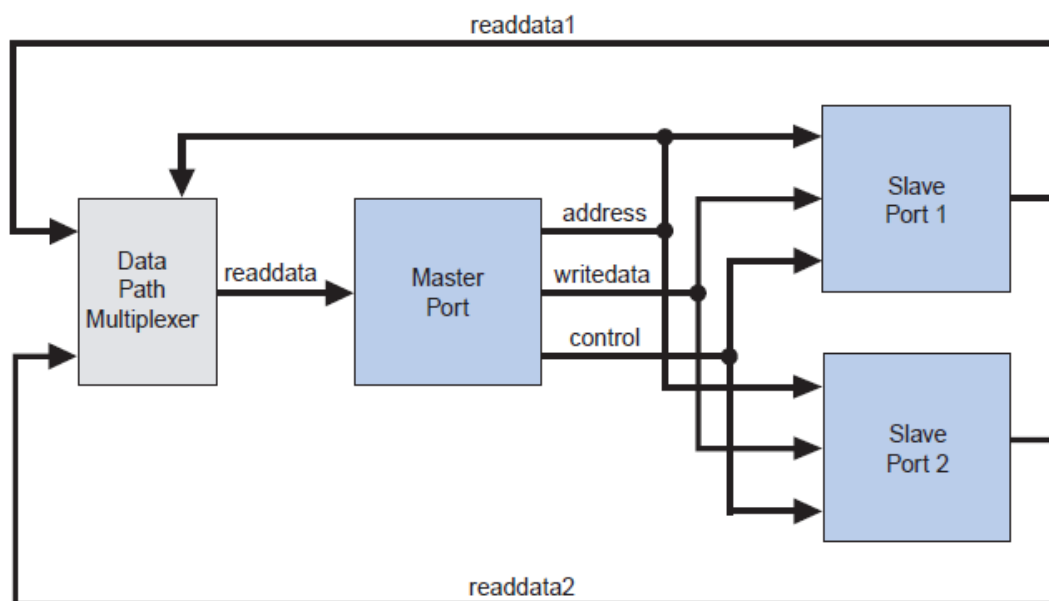 readdata1
Slave
Port 1
address
Data
Path
Multiplexer
readdata
Master
Port
writedata
control
Slave
Port 2
readdata2